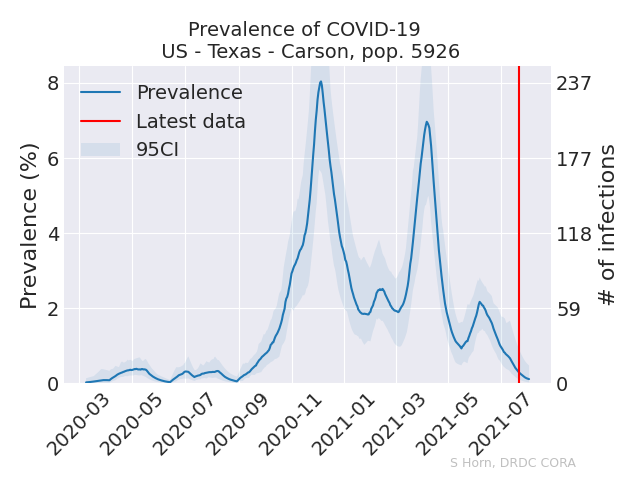 Prevalence of COVID-19
US - Texas - Carson, pop. 5926
Prevalence
Latest data
95CI
Prevalence (%)
8
6
4
2
0
237
177
118
59
0
# of infections
2020-03
2020-05
2020-07
2020-09
2020-11
2021-01
2021-03
2021-05
2021-07
S Horn, DRDC CORA